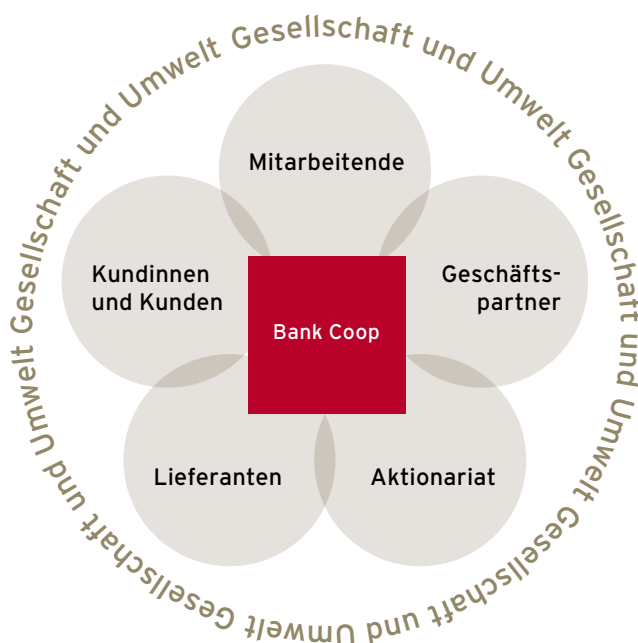 Gesellschaft und Umwelt Gesellschaft und Umwelt Gesellschaft und Umwelt Gesellschaft und Umwelt Gesellschaft und Umwelt
Mitarbeitende
Kundinnen
und Kunden
Geschäfts-
partner
Bank Coop
Lieferanten
Aktionariat